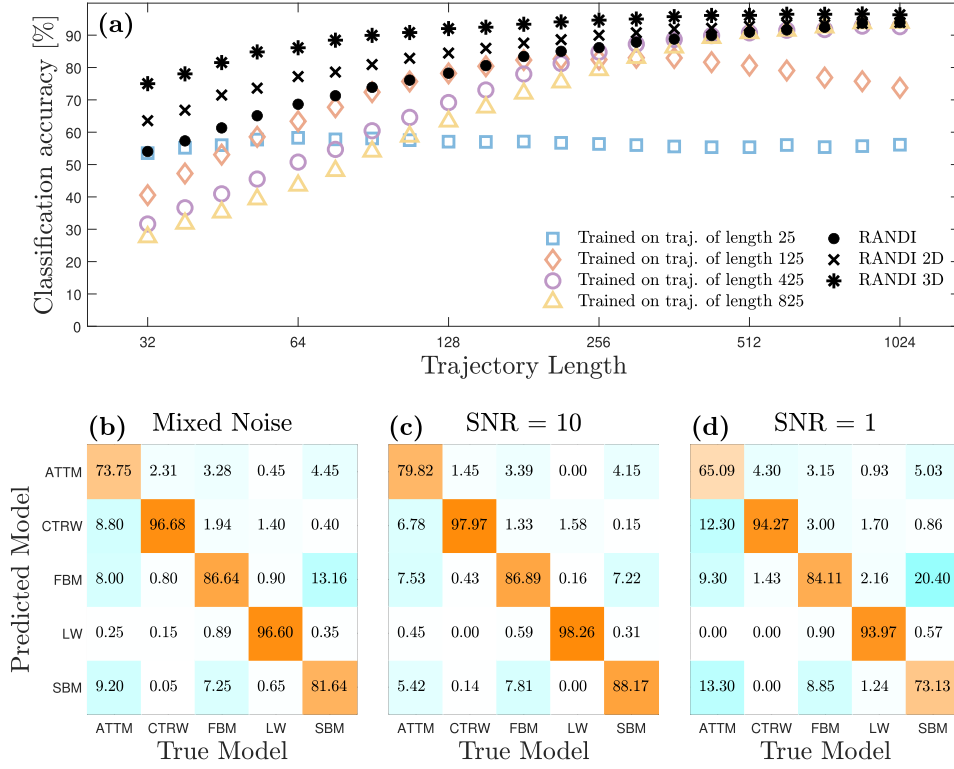 (a)
Classification accuracy [%]
90
80
70
60
50
40
30
20
10
0
32
64
128
256
512
1024
Trajectory Length
Trained on traj. of length 25
Trained on traj. of length 125
Trained on traj. of length 425
Trained on traj. of length 825
RANDI
RANDI 2D
RANDI 3D
(b) Mixed Noise
Predicted Model
ATTM 73.75 2.31 3.28 0.45 4.45
CTRW 8.80 96.68 1.94 1.40 0.40
FBM 8.00 0.80 86.64 0.90 13.16
LW 0.25 0.15 0.89 96.60 0.35
SBM 9.20 0.05 7.25 0.65 81.64
ATTM CTRW FBM LW SBM
True Model
(c) SNR = 10
79.82 1.45 3.39 0.00 4.15
6.78 97.97 1.33 1.58 0.15
7.53 0.43 86.89 0.16 7.22
0.45 0.00 0.59 98.26 0.31
5.42 0.14 7.81 0.00 88.17
ATTM CTRW FBM LW SBM
True Model
(d) SNR = 1
65.09 4.30 3.15 0.93 5.03
12.30 94.27 3.00 1.70 0.86
9.30 1.43 84.11 2.16 20.40
0.00 0.00 0.90 93.97 0.57
13.30 0.00 8.85 1.24 73.13
ATTM CTRW FBM LW SBM
True Model